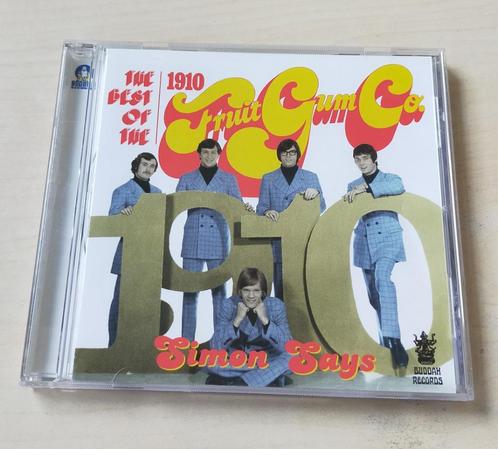 THE
BEST
OF
THE
1910
Fruit Gum Co.
1910
Simon Says
BUDDAH
RECORDS